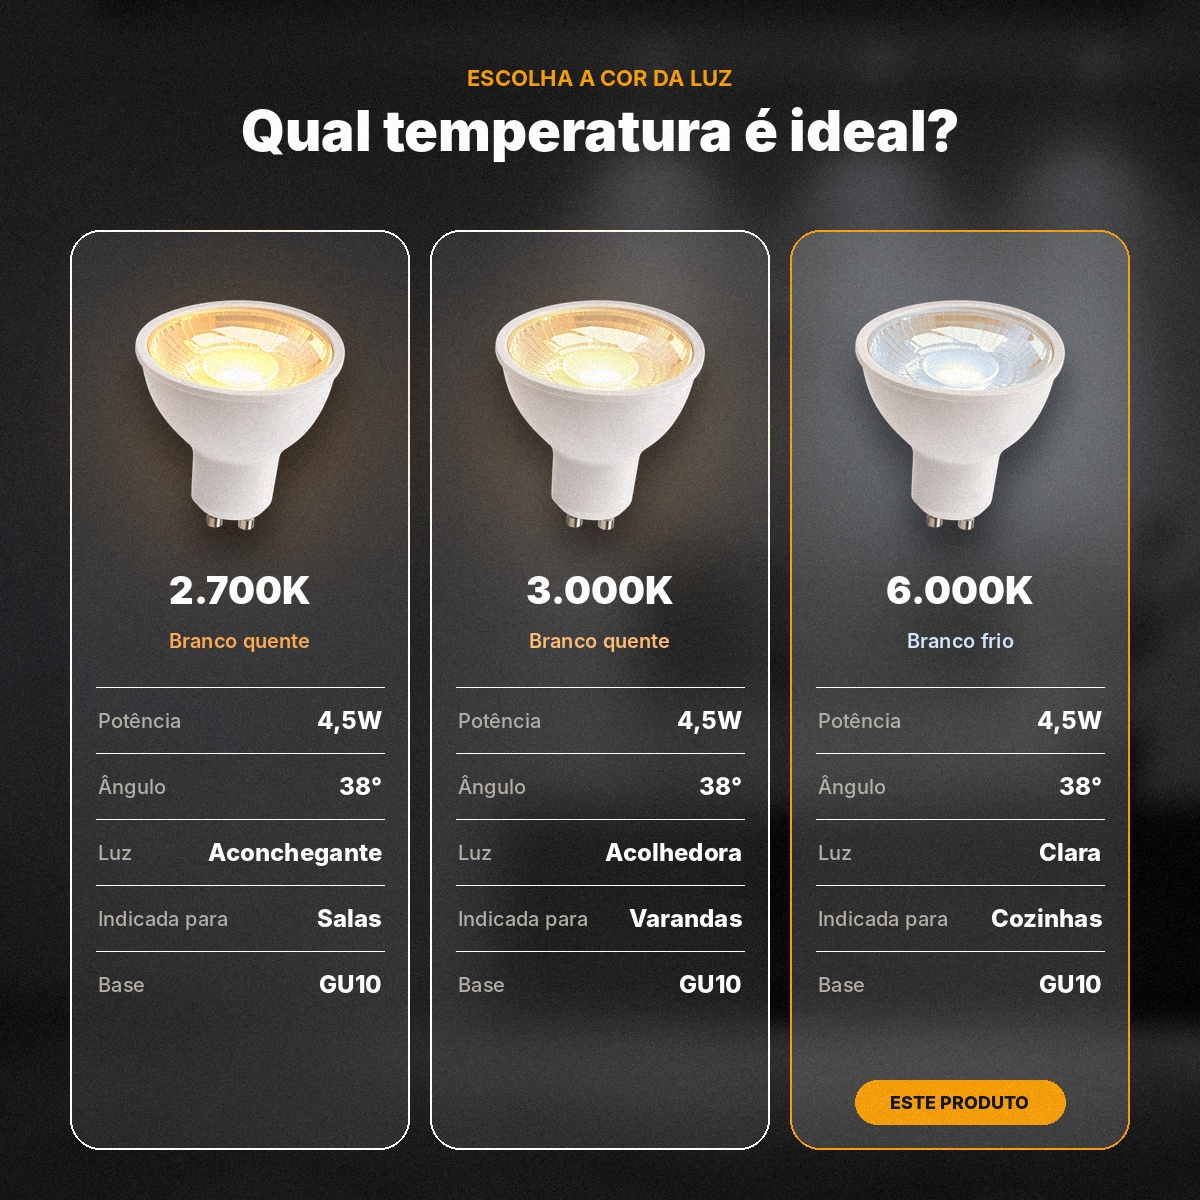 ESCOLHA A COR DA LUZ
Qual temperatura é ideal?
2.700K
Branco quente
Potência 4,5W
Ângulo 38°
Luz Aconchegante
Indicada para Salas
Base GU10
3.000K
Branco quente
Potência 4,5W
Ângulo 38°
Luz Acolhedora
Indicada para Varandas
Base GU10
6.000K
Branco frio
Potência 4,5W
Ângulo 38°
Luz Clara
Indicada para Cozinhas
Base GU10
ESTE PRODUTO